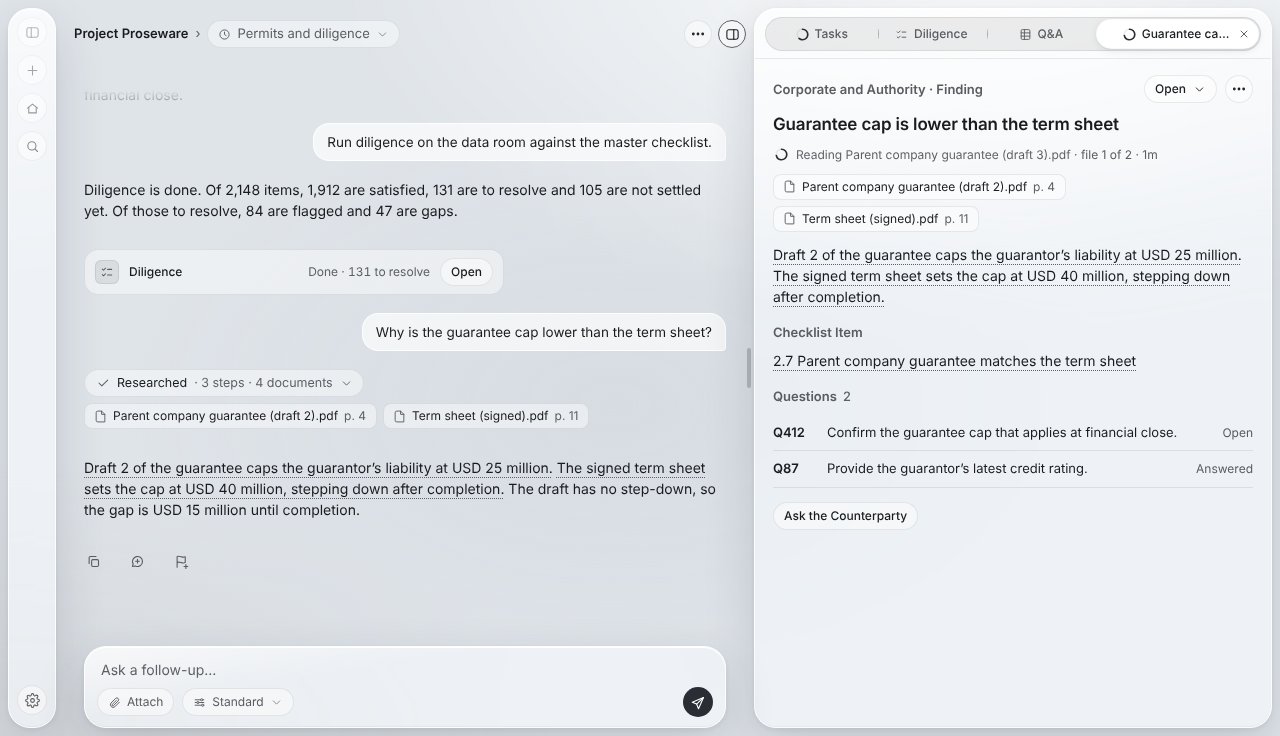 Project Proseware › Permits and diligence
financial close.
Run diligence on the data room against the master checklist.
Diligence is done. Of 2,148 items, 1,912 are satisfied, 131 are to resolve and 105 are not settled
yet. Of those to resolve, 84 are flagged and 47 are gaps.
Diligence Done · 131 to resolve Open
Why is the guarantee cap lower than the term sheet?
Researched · 3 steps · 4 documents
Parent company guarantee (draft 2).pdf p. 4 Term sheet (signed).pdf p. 11
Draft 2 of the guarantee caps the guarantor’s liability at USD 25 million. The signed term sheet
sets the cap at USD 40 million, stepping down after completion. The draft has no step-down, so
the gap is USD 15 million until completion.
Ask a follow-up…
Attach Standard
Tasks Diligence Q&A Guarantee ca…
Corporate and Authority · Finding Open
Guarantee cap is lower than the term sheet
Reading Parent company guarantee (draft 3).pdf · file 1 of 2 · 1m
Parent company guarantee (draft 2).pdf p. 4
Term sheet (signed).pdf p. 11
Draft 2 of the guarantee caps the guarantor’s liability at USD 25 million.
The signed term sheet sets the cap at USD 40 million, stepping down
after completion.
Checklist Item
2.7 Parent company guarantee matches the term sheet
Questions 2
Q412 Confirm the guarantee cap that applies at financial close. Open
Q87 Provide the guarantor’s latest credit rating. Answered
Ask the Counterparty